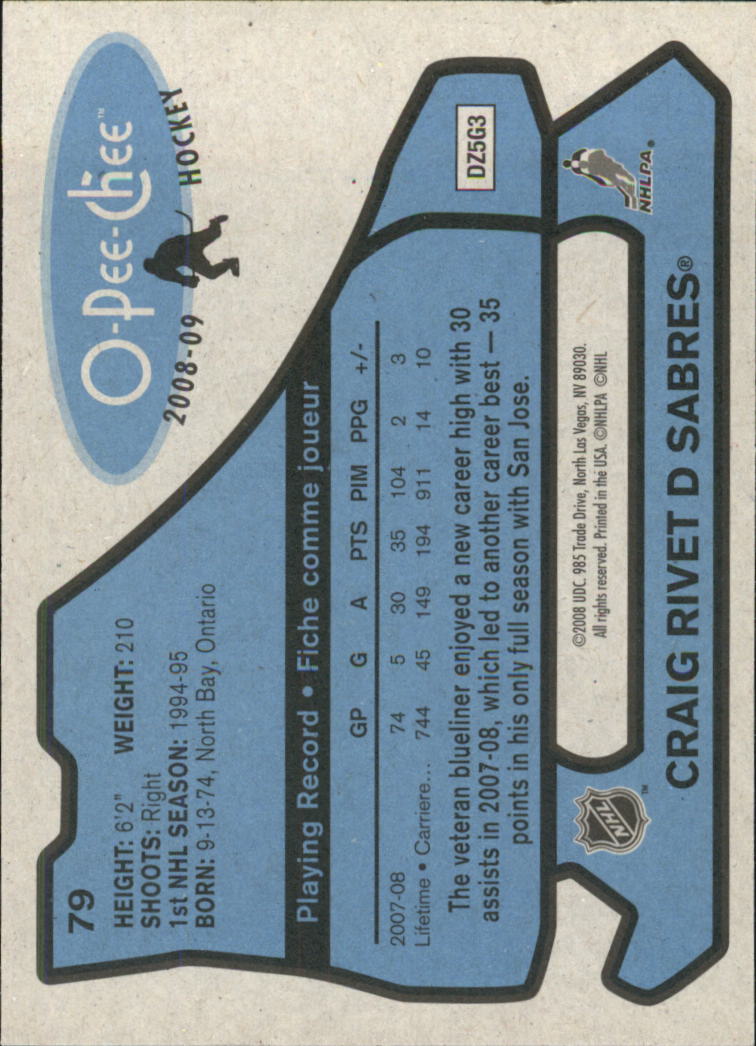 O-Pee-Chee™
2008-09 HOCKEY
79
HEIGHT: 6'2" WEIGHT: 210
SHOOTS: Right
1st NHL SEASON: 1994-95
BORN: 9-13-74, North Bay, Ontario
Playing Record • Fiche comme joueur
GP G A PTS PIM PPG +/-
2007-08 74 5 30 35 104 2 3
Lifetime • Carriere.... 744 45 149 194 911 14 10
The veteran blueliner enjoyed a new career high with 30
assists in 2007-08, which led to another career best — 35
points in his only full season with San Jose.
DZ5G3
NHL™
©2008 UDC. 985 Trade Drive, North Las Vegas, NV 89030.
All rights reserved. Printed in the USA. ©NHLPA ©NHL
NHLPA®
CRAIG RIVET D SABRES®